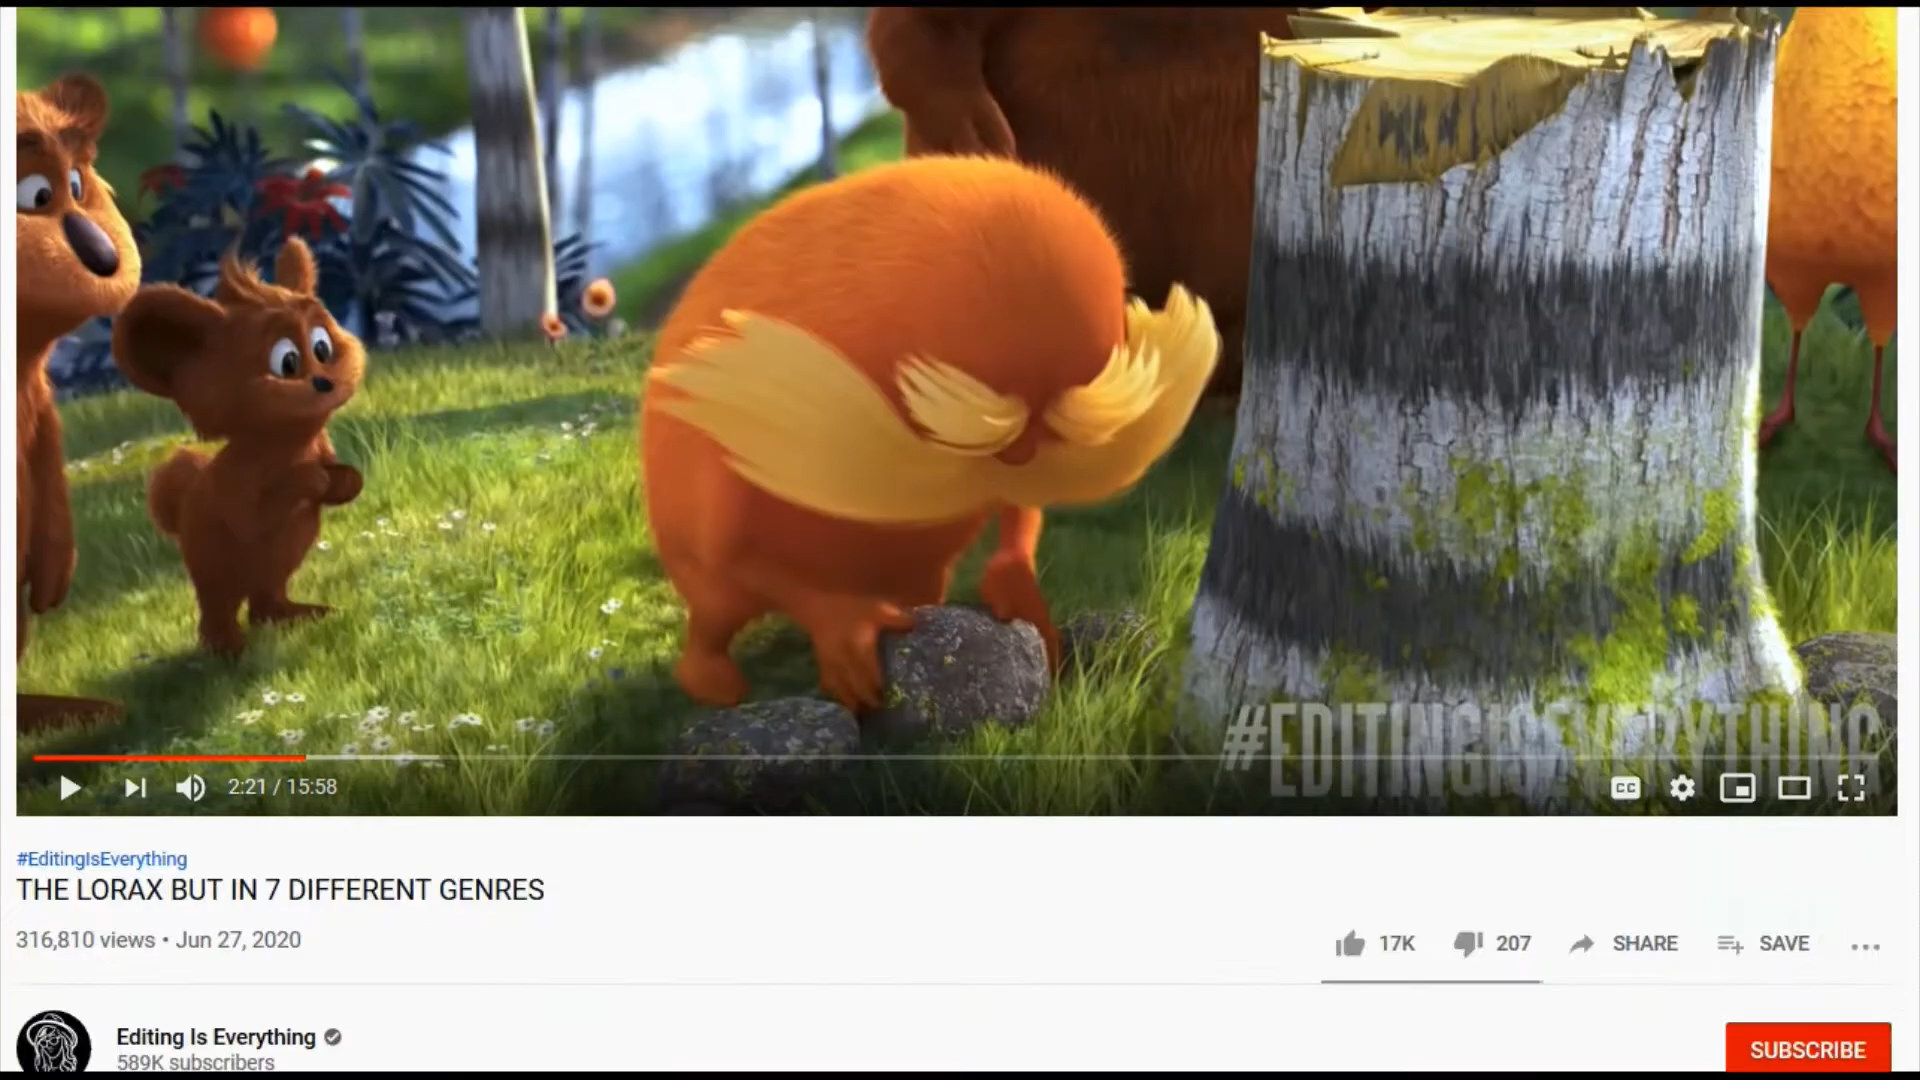 #EDITINGISEVERYTHING
2:21 / 15:58
CC
#EditingIsEverything
THE LORAX BUT IN 7 DIFFERENT GENRES
316,810 views • Jun 27, 2020
17K 207 SHARE SAVE
Editing Is Everything
589K subscribers
SUBSCRIBE